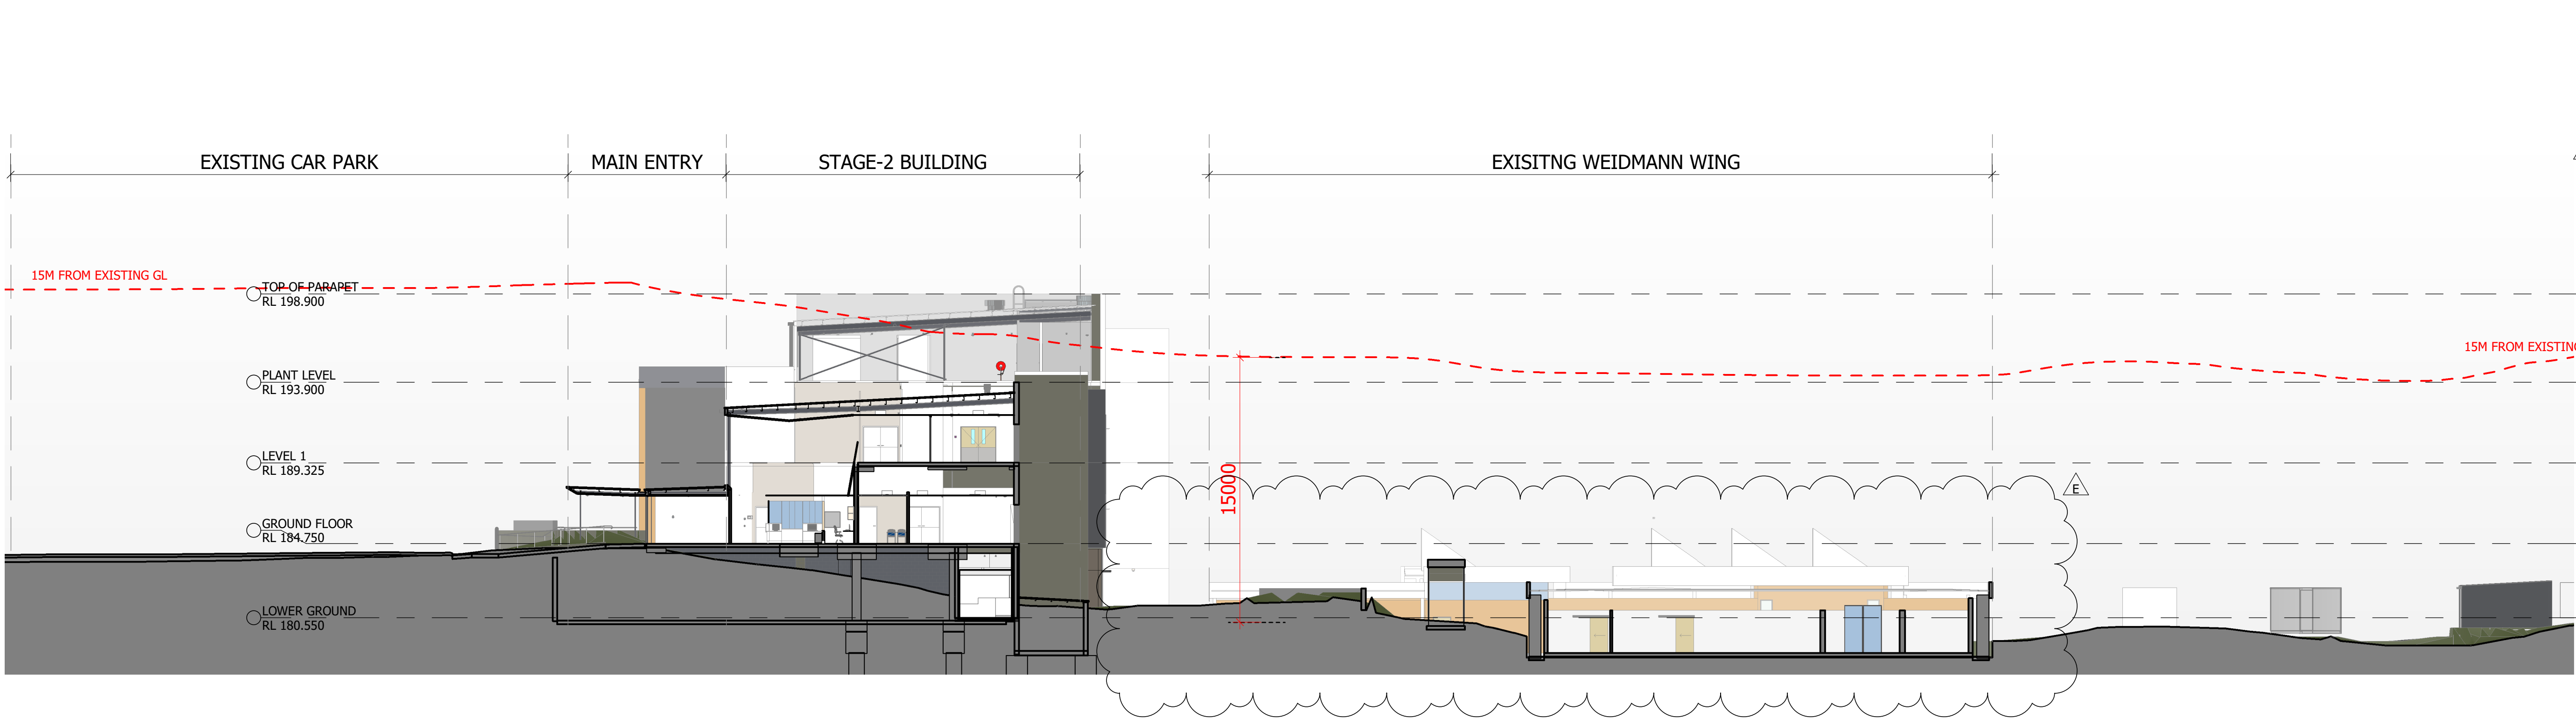 EXISTING CAR PARK
MAIN ENTRY
STAGE-2 BUILDING
EXISITNG WEIDMANN WING
15M FROM EXISTING GL
TOP OF PARAPET
RL 198.900
15M FROM EXISTING
PLANT LEVEL
RL 193.900
LEVEL 1
RL 189.325
15000
E
GROUND FLOOR
RL 184.750
LOWER GROUND
RL 180.550